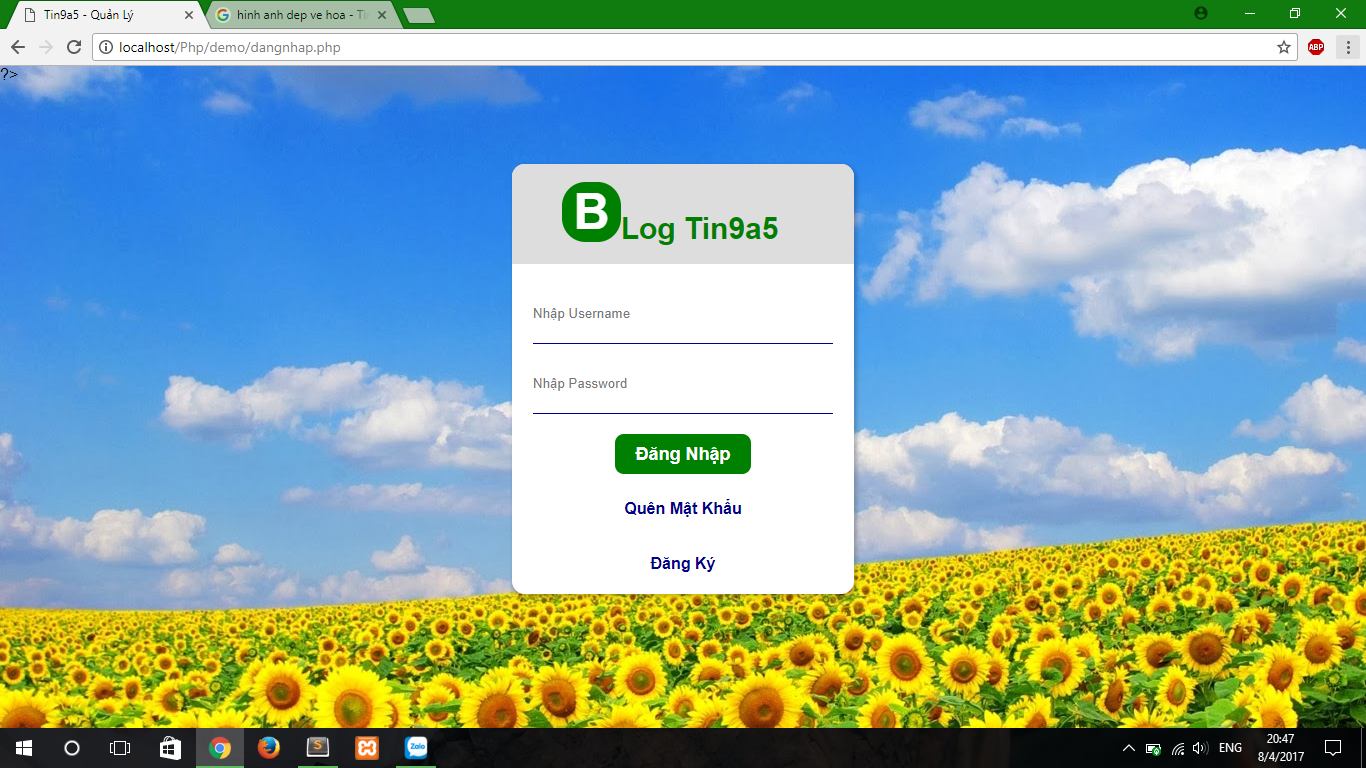 Tin9a5 - Quản Lý
hinh anh dep ve hoa - Ti
localhost/Php/demo/dangnhap.php
ABP
?>
BLog Tin9a5
Nhập Username
Nhập Password
Đăng Nhập
Quên Mật Khẩu
Đăng Ký
S
Zalo
ENG
20:47
8/4/2017